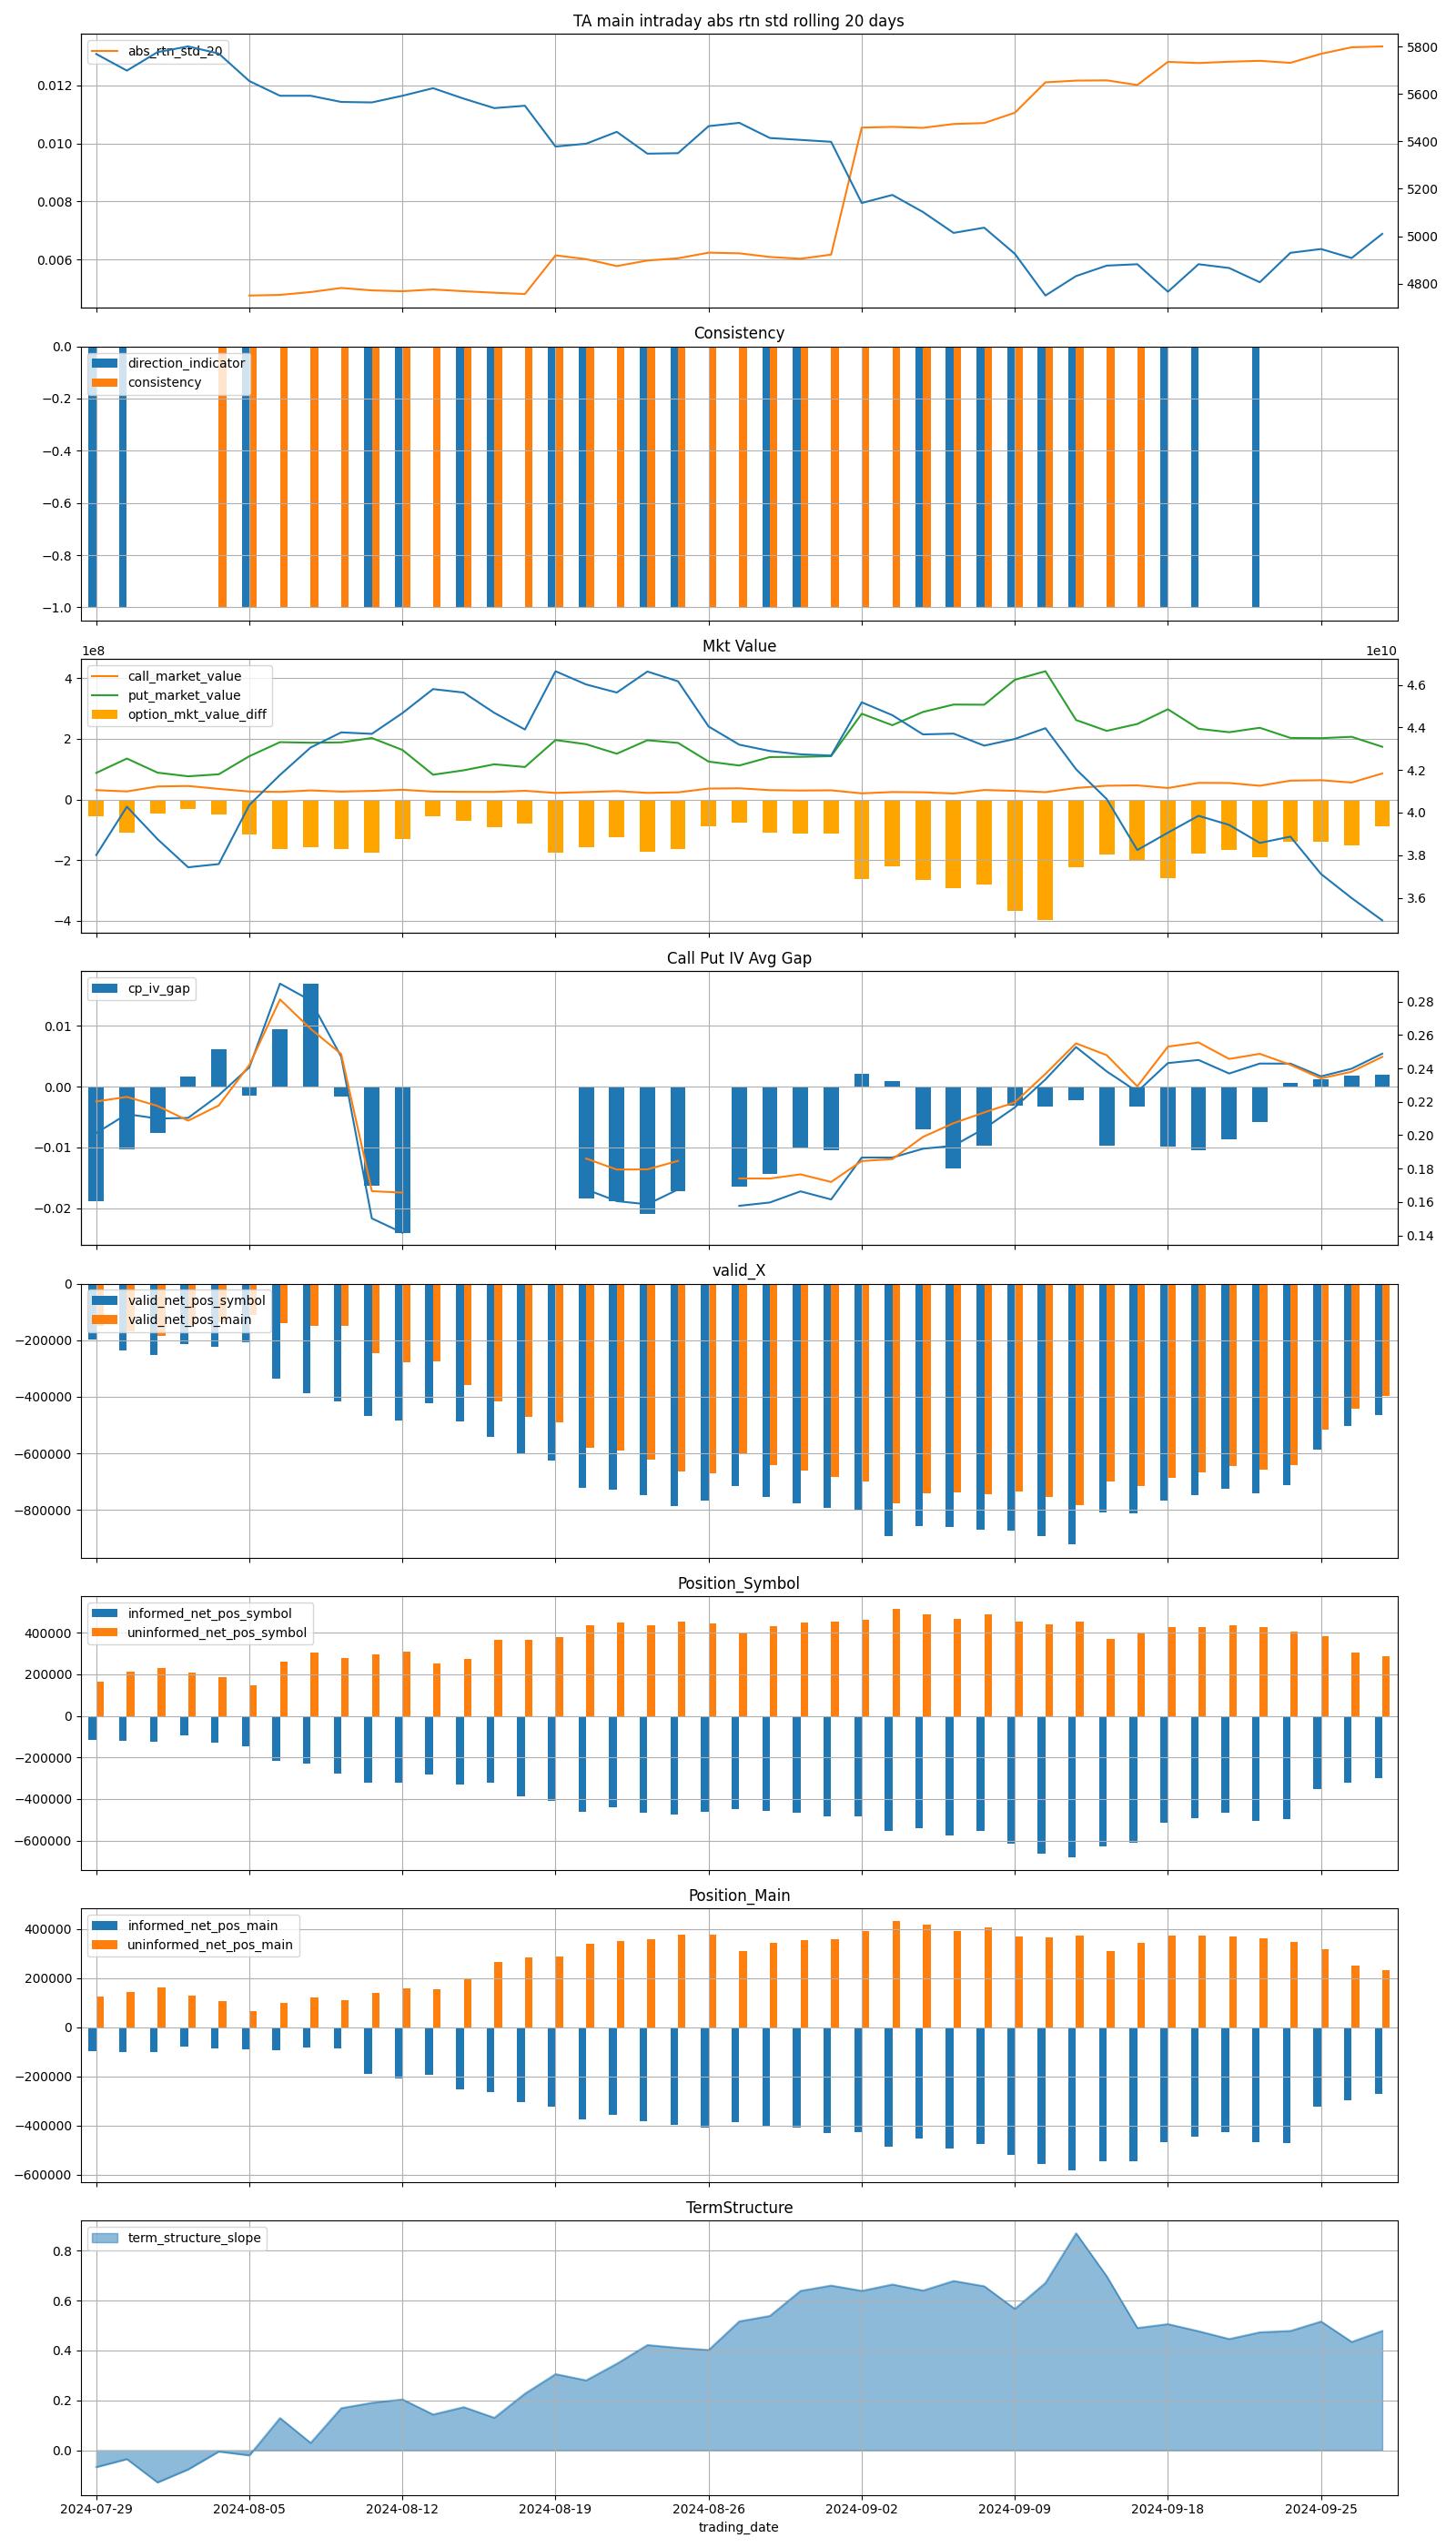 TA main intraday abs rtn std rolling 20 days
abs_rtn_std_20
0.012
0.010
0.008
0.006
5800
5600
5400
5200
5000
4800
Consistency
direction_indicator
consistency
0.0
−0.2
−0.4
−0.6
−0.8
−1.0
Mkt Value
1e8
1e10
call_market_value
put_market_value
option_mkt_value_diff
4
2
0
−2
−4
4.6
4.4
4.2
4.0
3.8
3.6
Call Put IV Avg Gap
cp_iv_gap
0.01
0.00
−0.01
−0.02
0.28
0.26
0.24
0.22
0.20
0.18
0.16
0.14
valid_X
valid_net_pos_symbol
valid_net_pos_main
0
−200000
−400000
−600000
−800000
Position_Symbol
informed_net_pos_symbol
uninformed_net_pos_symbol
400000
200000
0
−200000
−400000
−600000
Position_Main
informed_net_pos_main
uninformed_net_pos_main
400000
200000
0
−200000
−400000
−600000
TermStructure
term_structure_slope
0.8
0.6
0.4
0.2
0.0
2024-07-29
2024-08-05
2024-08-12
2024-08-19
2024-08-26
2024-09-02
2024-09-09
2024-09-18
2024-09-25
trading_date